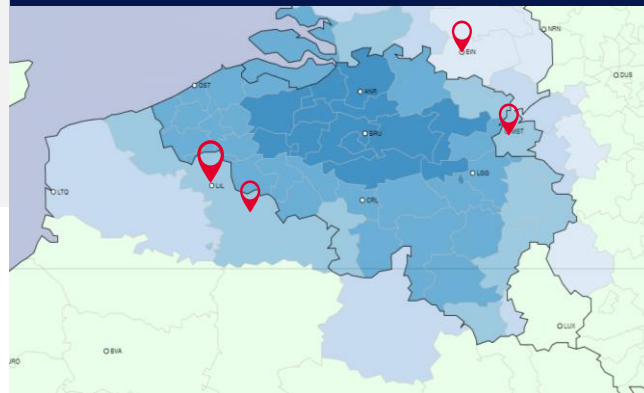 NRN
EIN
DUS
OST
ANR
MST
BRU
LGG
LIL
LTQ
CRL
LUX
BVA